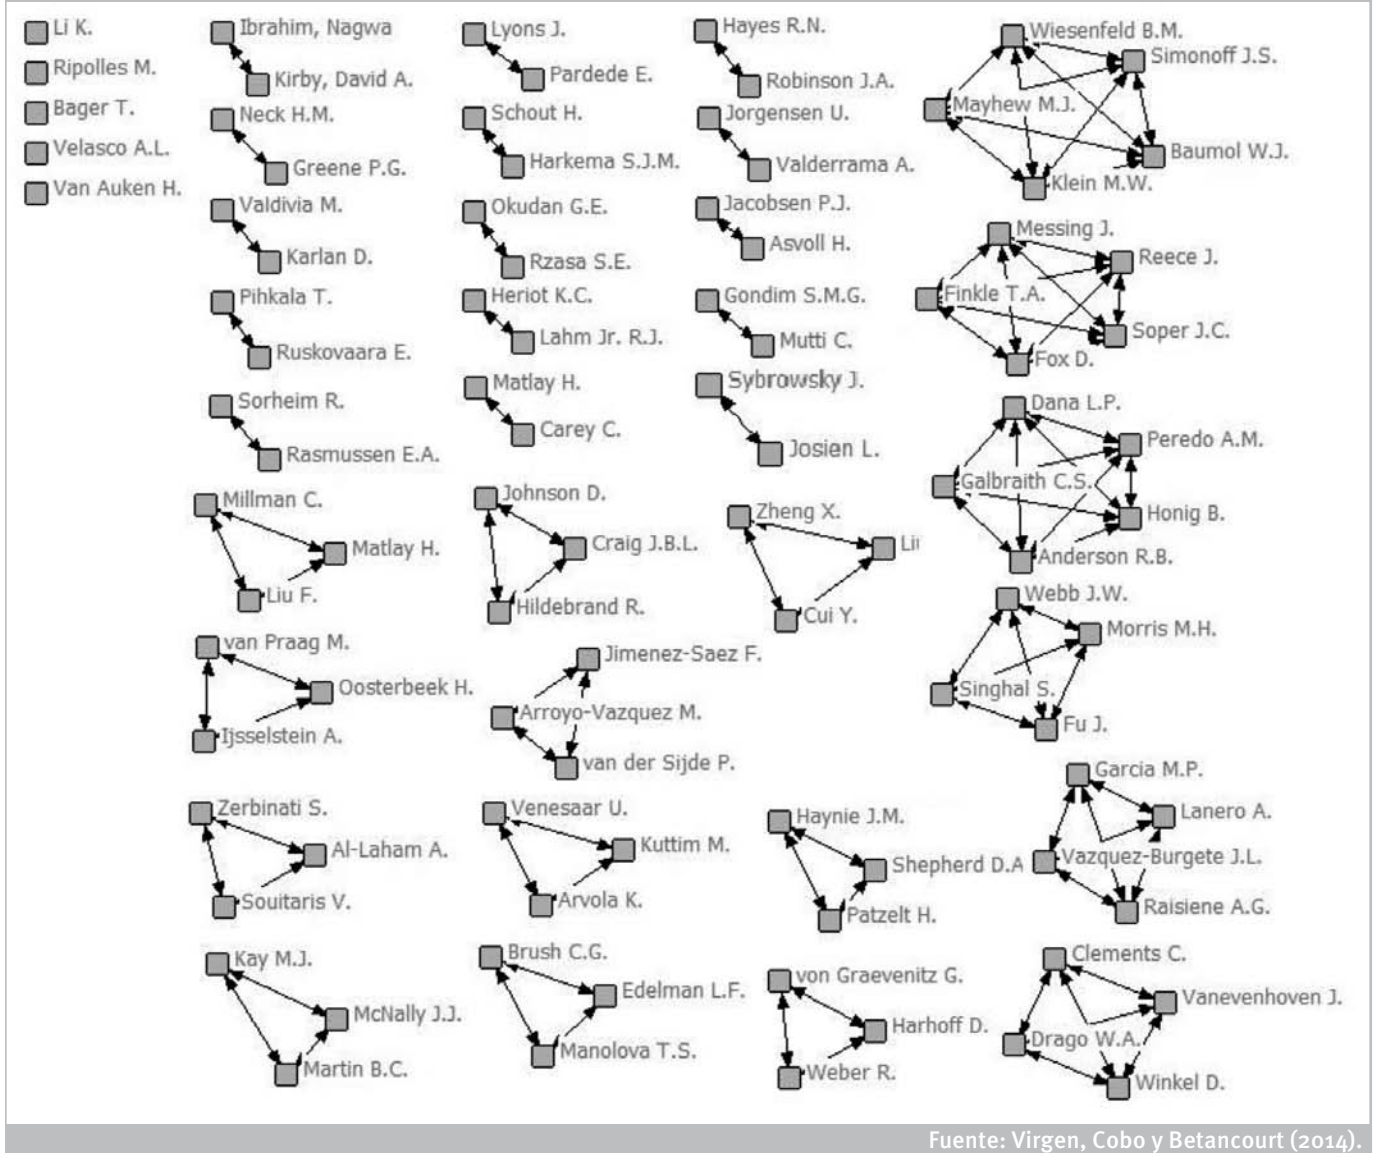 Li K.
Ripolles M.
Bager T.
Velasco A.L.
Van Auken H.
Ibrahim, Nagwa
Kirby, David A.
Neck H.M.
Greene P.G.
Valdivia M.
Karlan D.
Pihkala T.
Ruskovaara E.
Sorheim R.
Rasmussen E.A.
Lyons J.
Pardede E.
Schout H.
Harkema S.J.M.
Okudan G.E.
Rzasa S.E.
Heriot K.C.
Lahm Jr. R.J.
Matlay H.
Carey C.
Hayes R.N.
Robinson J.A.
Jorgensen U.
Valderrama A.
Jacobsen P.J.
Asvoll H.
Gondim S.M.G.
Mutti C.
Sybrowsky J.
Josien L.
Wiesenfeld B.M.
Simonoff J.S.
Mayhew M.J.
Baumol W.J.
Klein M.W.
Messing J.
Reece J.
Finkle T.A.
Soper J.C.
Fox D.
Dana L.P.
Peredo A.M.
Galbraith C.S.
Honig B.
Anderson R.B.
Millman C.
Matlay H.
Liu F.
Johnson D.
Craig J.B.L.
Hildebrand R.
Zheng X.
Cui Y.
Webb J.W.
Morris M.H.
Singhal S.
Fu J.
van Praag M.
Oosterbeek H.
Ijsselstein A.
Jimenez-Saez F.
Arroyo-Vazquez M.
van der Sijde P.
Garcia M.P.
Lanero A.
Vazquez-Burgete J.L.
Raisiene A.G.
Zerbinati S.
Al-Laham A.
Souitaris V.
Venesaar U.
Kuttim M.
Arvola K.
Haynie J.M.
Shepherd D.A
Patzelt H.
Kay M.J.
McNally J.J.
Martin B.C.
Brush C.G.
Edelman L.F.
Manolova T.S.
von Graevenitz G.
Harhoff D.
Weber R.
Clements C.
Vanevenhoven J.
Drago W.A.
Winkel D.
Fuente: Virgen, Cobo y Betancourt (2014).